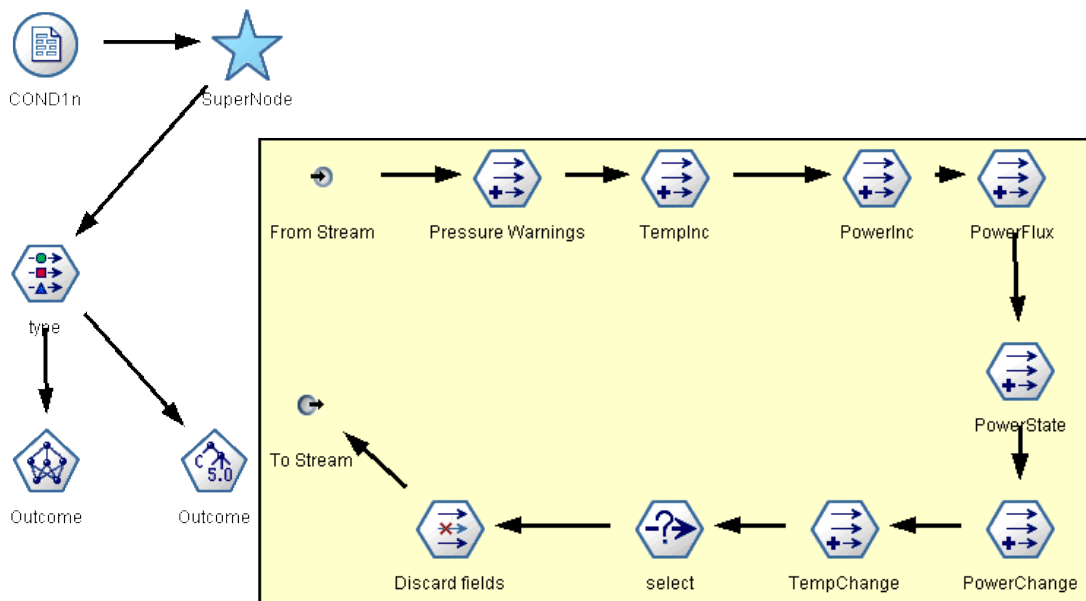 COND1n
SuperNode
From Stream
Pressure Warnings
TempInc
PowerInc
PowerFlux
type
PowerState
To Stream
C 5.0
Outcome
Outcome
Discard fields
select
TempChange
PowerChange